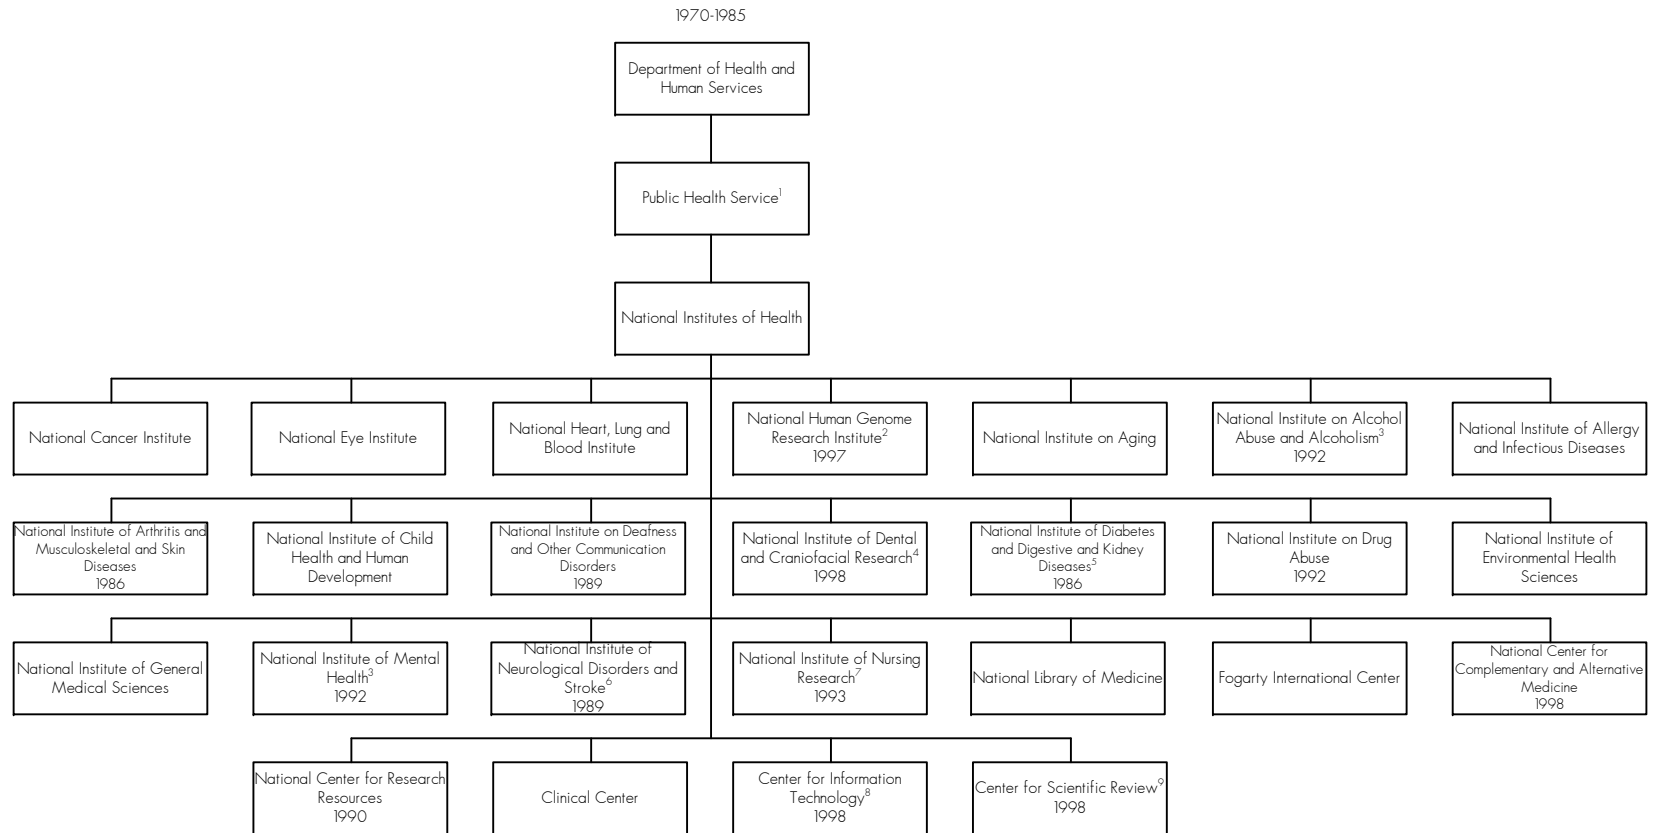 1970-1985
Department of Health and
Human Services
Public Health Service1
National Institutes of Health
National Cancer Institute
National Eye Institute
National Heart, Lung and
Blood Institute
National Human Genome
Research Institute2
1997
National Institute on Aging
National Institute on Alcohol
Abuse and Alcoholism3
1992
National Institute of Allergy
and Infectious Diseases
National Institute of Arthritis and
Musculoskeletal and Skin
Diseases
1986
National Institute of Child
Health and Human
Development
National Institute on Deafness
and Other Communication
Disorders
1989
National Institute of Dental
and Craniofacial Research4
1998
National Institute of Diabetes
and Digestive and Kidney
Diseases5
1986
National Institute on Drug
Abuse
1992
National Institute of
Environmental Health
Sciences
National Institute of General
Medical Sciences
National Institute of Mental
Health3
1992
National Institute of
Neurological Disorders and
Stroke6
1989
National Institute of Nursing
Research7
1993
National Library of Medicine
Fogarty International Center
National Center for
Complementary and Alternative
Medicine
1998
National Center for Research
Resources
1990
Clinical Center
Center for Information
Technology8
1998
Center for Scientific Review9
1998